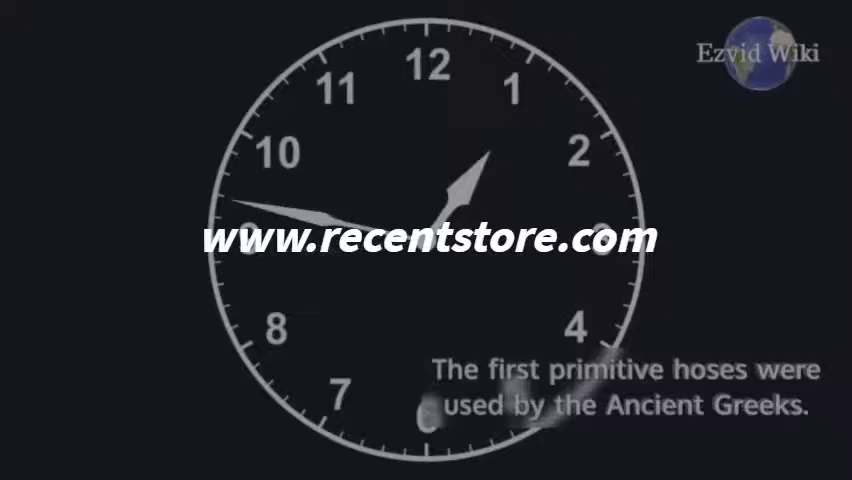 Ezvid Wiki
12
11
1
10
2
www.recentstore.com
8
4
The first primitive hoses were
used by the Ancient Greeks.
7
6